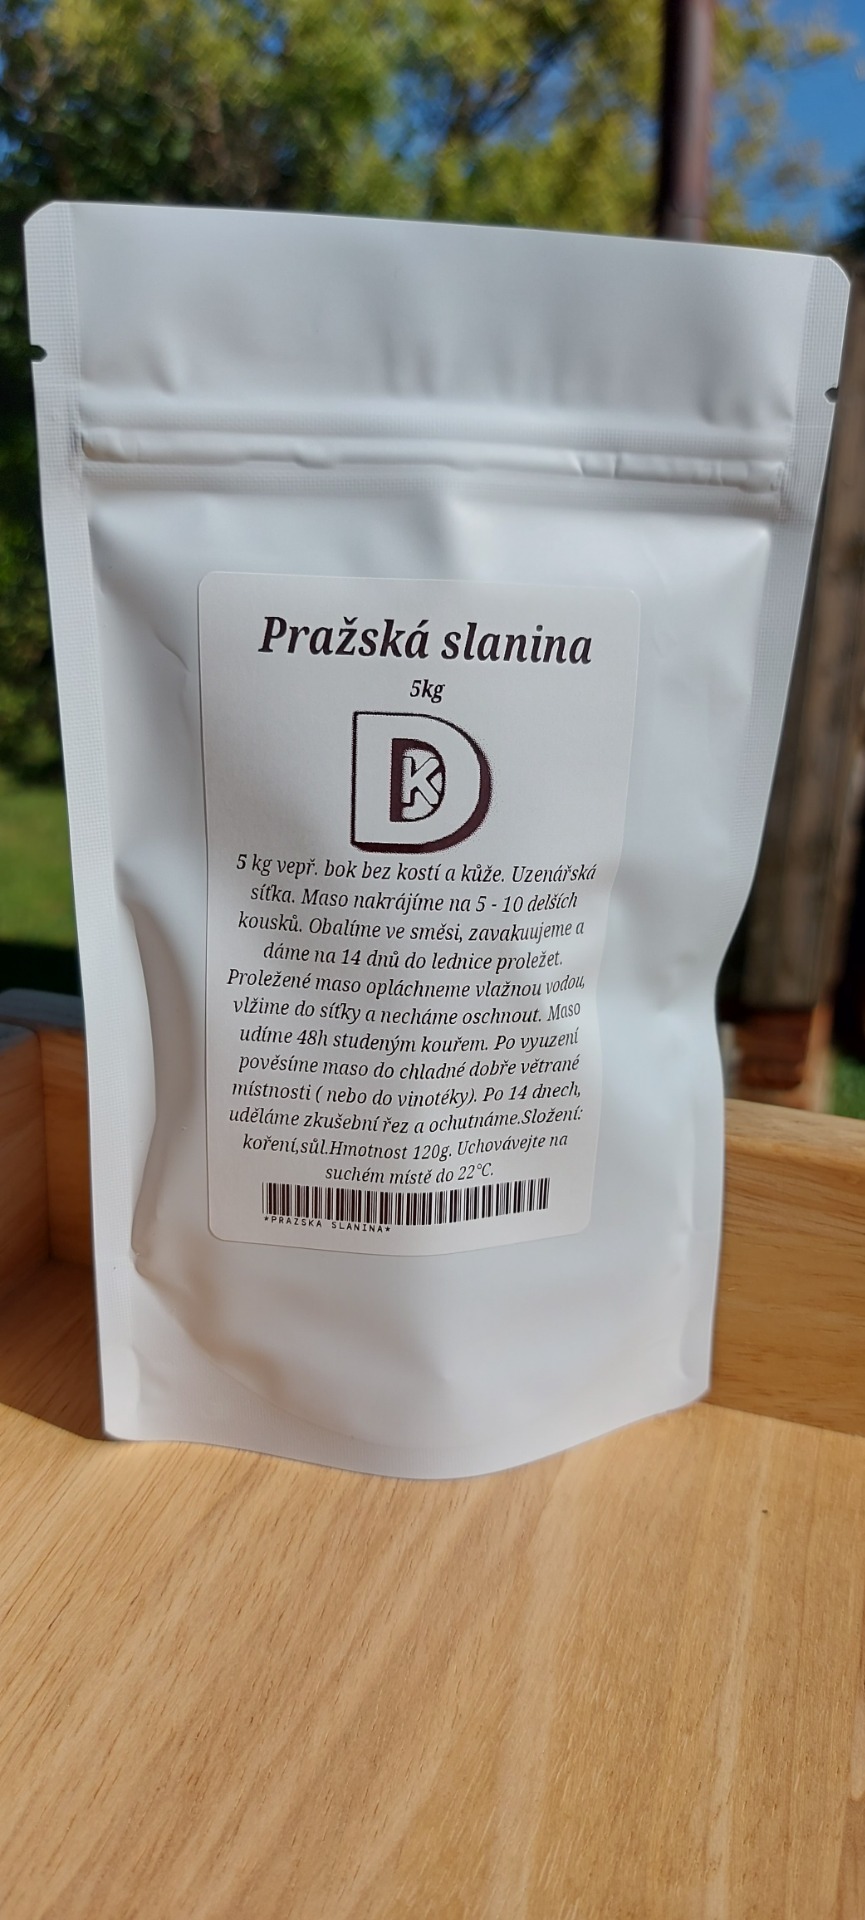 Pražská slanina
5kg
DK
5 kg vepř. bok bez kostí a kůže. Uzenářská
síťka. Maso nakrájíme na 5 - 10 delších
kousků. Obalíme ve směsi, zavakuujeme a
dáme na 14 dnů do lednice proležet.
Proležené maso opláchneme vlažnou vodou,
vlžime do síťky a necháme oschnout. Maso
udíme 48h studeným kouřem. Po vyuzení
pověsíme maso do chladné dobře větrané
místnosti ( nebo do vinotéky). Po 14 dnech,
uděláme zkušební řez a ochutnáme.Složení:
koření,sůl.Hmotnost 120g. Uchovávejte na
suchém místě do 22°C.
*PRAZSKA SLANINA*